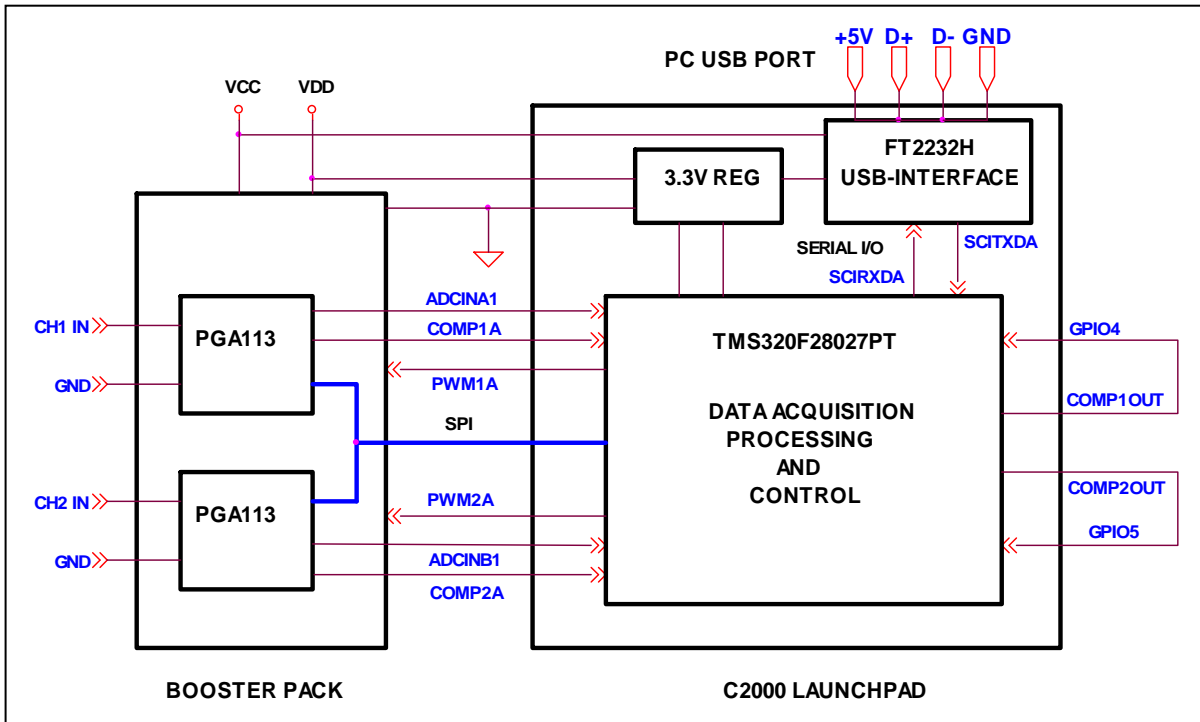 +5V D+ D- GND
PC USB PORT
VCC VDD
FT2232H
USB-INTERFACE
3.3V REG
SERIAL I/O
SCITXDA
SCIRXDA
CH1 IN
GND
PGA113
ADCINA1
COMP1A
PWM1A
SPI
TMS320F28027PT
DATA ACQUISITION
PROCESSING
AND
CONTROL
GPIO4
COMP1OUT
COMP2OUT
GPIO5
CH2 IN
GND
PGA113
PWM2A
ADCINB1
COMP2A
BOOSTER PACK
C2000 LAUNCHPAD